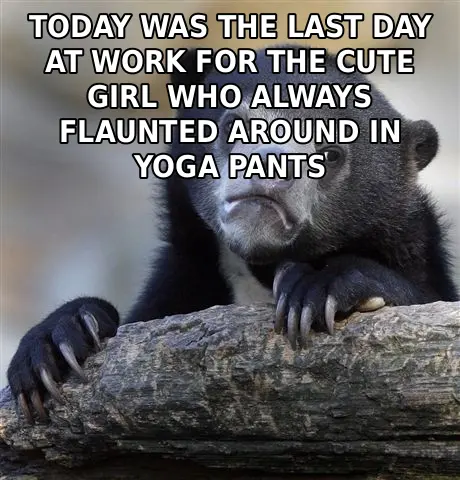 TODAY WAS THE LAST DAY
AT WORK FOR THE CUTE
GIRL WHO ALWAYS
FLAUNTED AROUND IN
YOGA PANTS